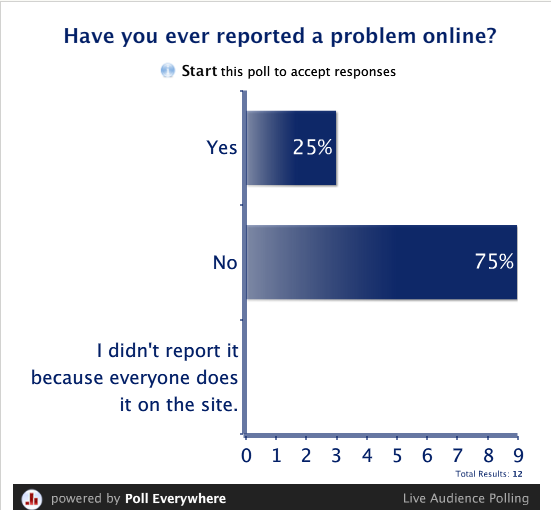 Have you ever reported a problem online?
Start this poll to accept responses
Yes
25%
No
75%
I didn't report it
because everyone does
it on the site.
0 1 2 3 4 5 6 7 8 9
Total Results: 12
powered by Poll Everywhere
Live Audience Polling